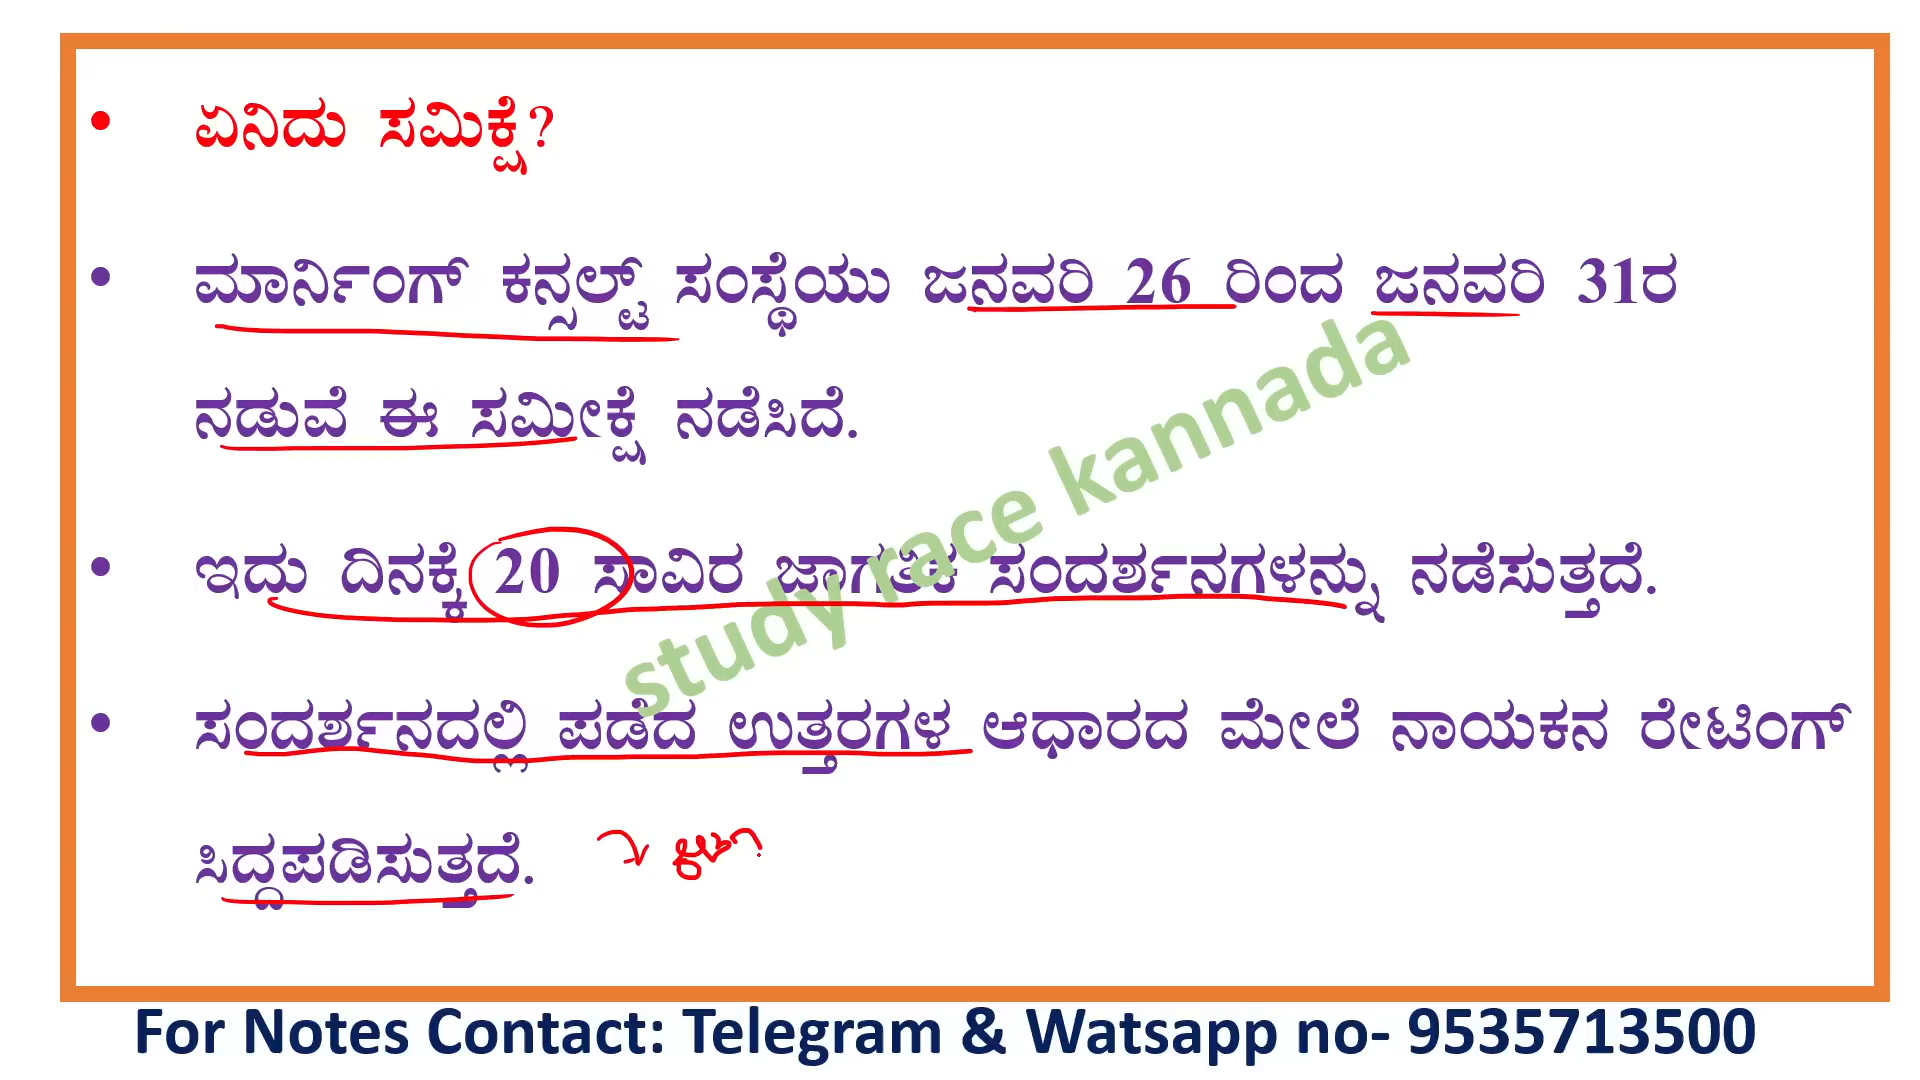 ಏನಿದು ಸಮಿಕ್ಷೆ?
ಮಾರ್ನಿಂಗ್ ಕನ್ಸಲ್ಟ್ ಸಂಸ್ಥೆಯು ಜನವರಿ 26 ರಿಂದ ಜನವರಿ 31ರ
ನಡುವೆ ಈ ಸಮೀಕ್ಷೆ ನಡೆಸಿದೆ.
ಇದು ದಿನಕ್ಕೆ 20 ಸಾವಿರ ಜಾಗತಿಕ ಸಂದರ್ಶನಗಳನ್ನು ನಡೆಸುತ್ತದೆ.
ಸಂದರ್ಶನದಲ್ಲಿ ಪಡೆದ ಉತ್ತರಗಳ ಆಧಾರದ ಮೇಲೆ ನಾಯಕನ ರೇಟಿಂಗ್
ಸಿದ್ದಪಡಿಸುತ್ತದೆ.
study race kannada
For Notes Contact: Telegram & Watsapp no- 9535713500